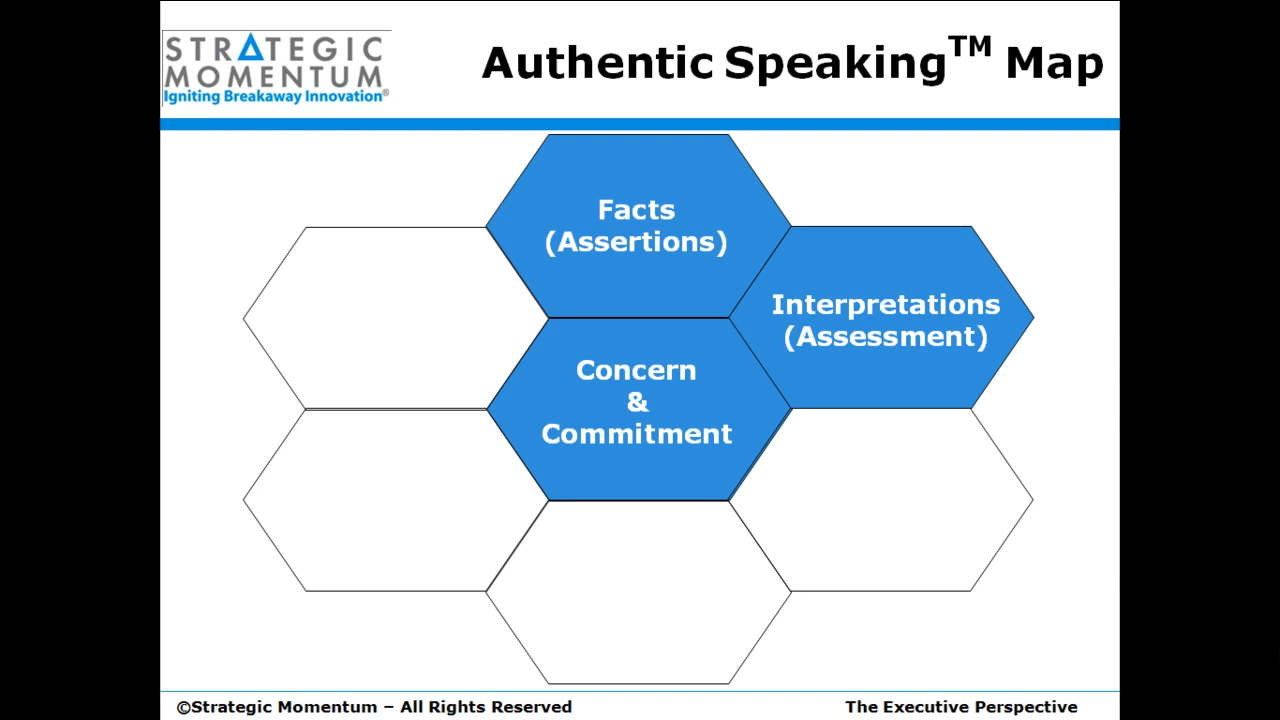 STRATEGIC
MOMENTUM
Igniting Breakaway Innovation®
Authentic Speaking™ Map
Facts
(Assertions)
Interpretations
(Assessment)
Concern
&
Commitment
©Strategic Momentum – All Rights Reserved
The Executive Perspective